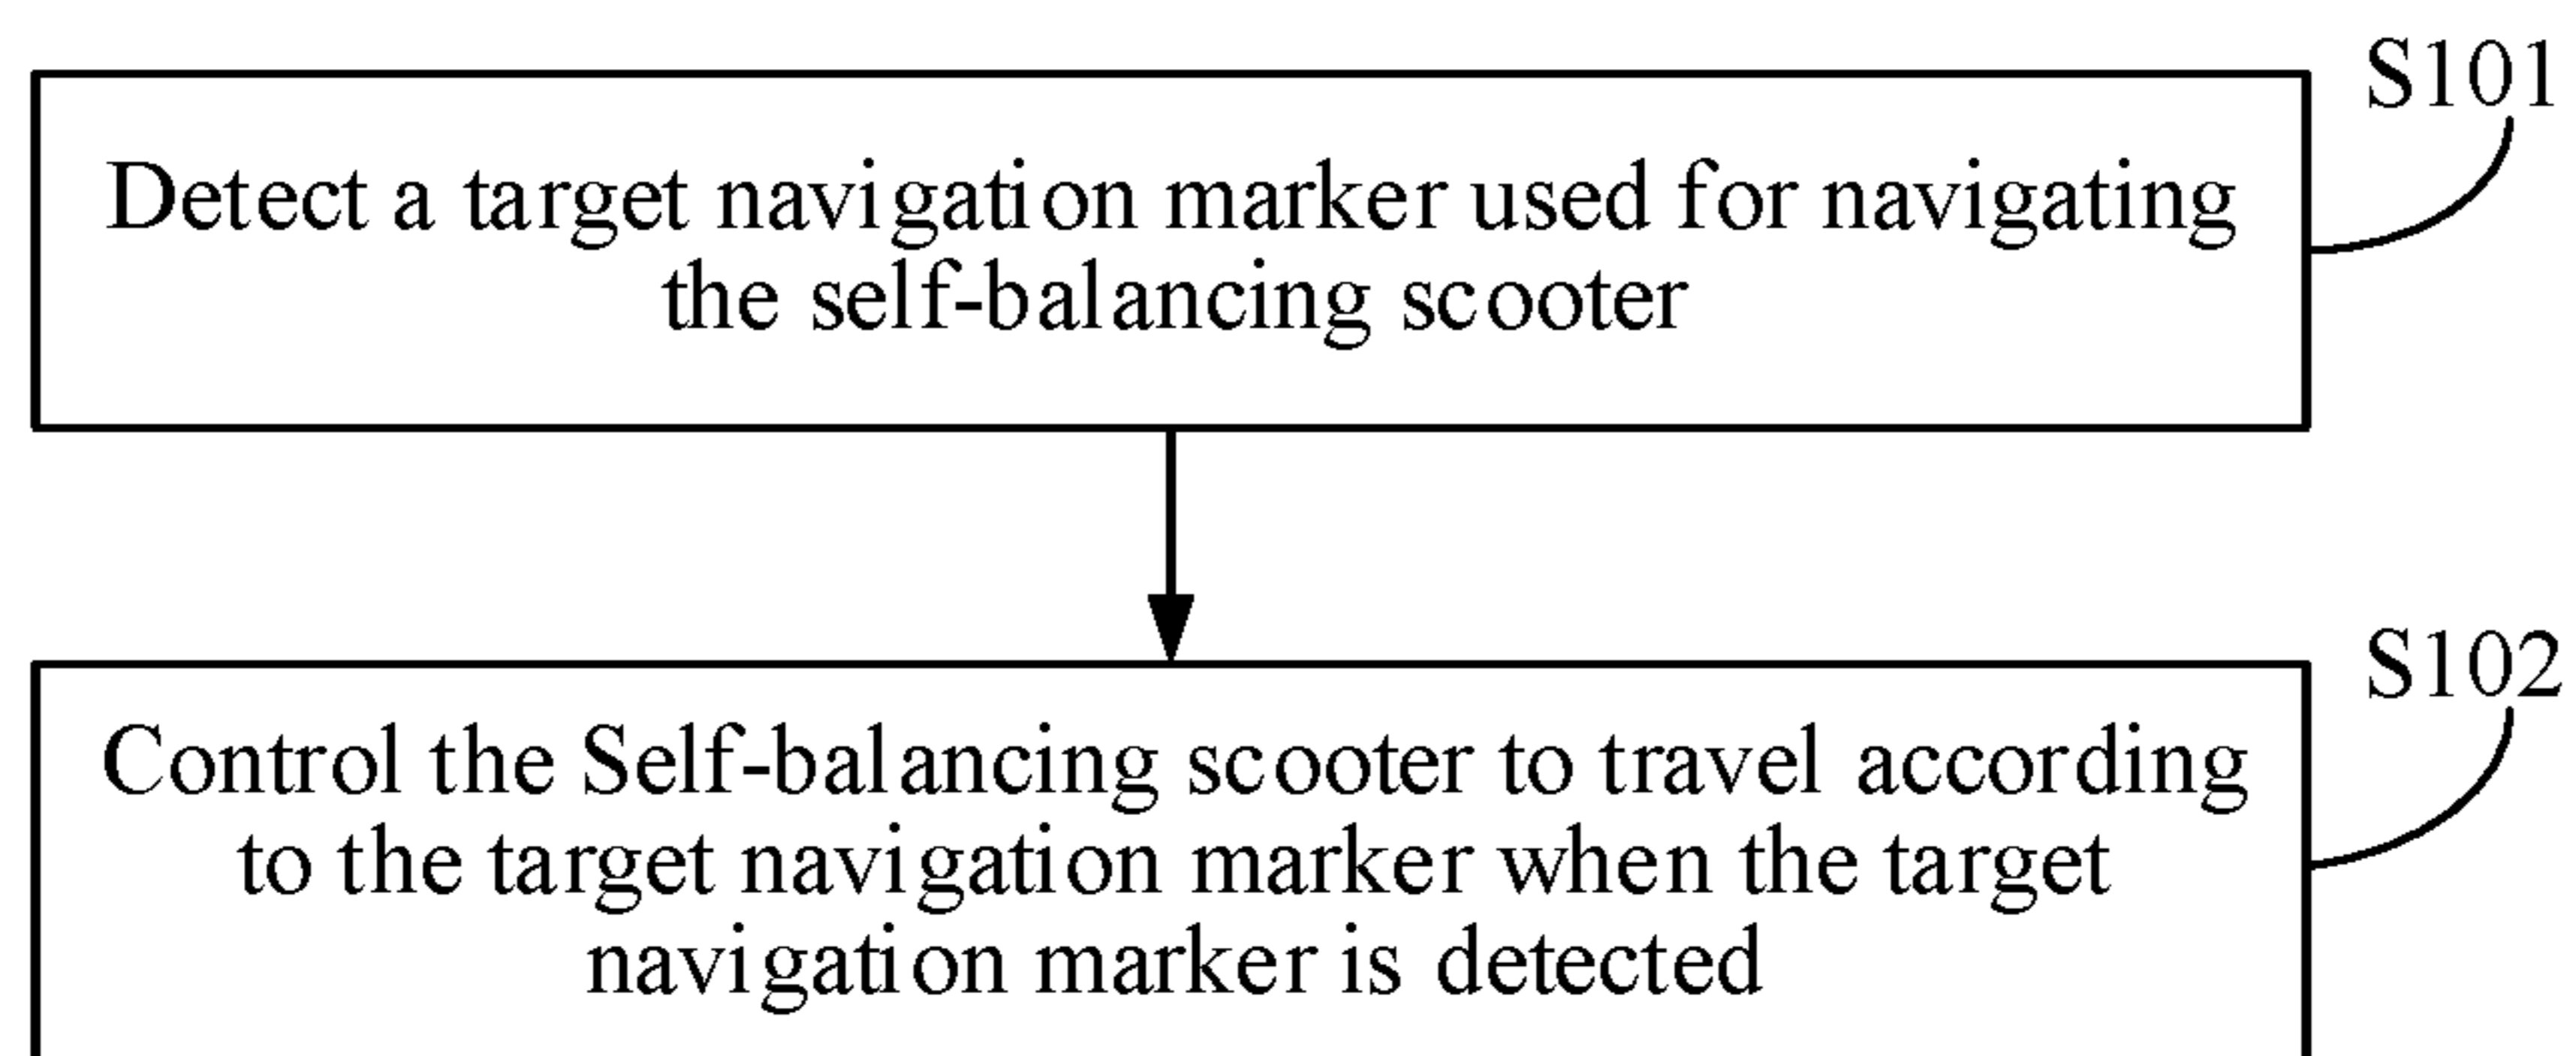 S101
Detect a target navigation marker used for navigating
the self-balancing scooter
S102
Control the Self-balancing scooter to travel according
to the target navigation marker when the target
navigation marker is detected